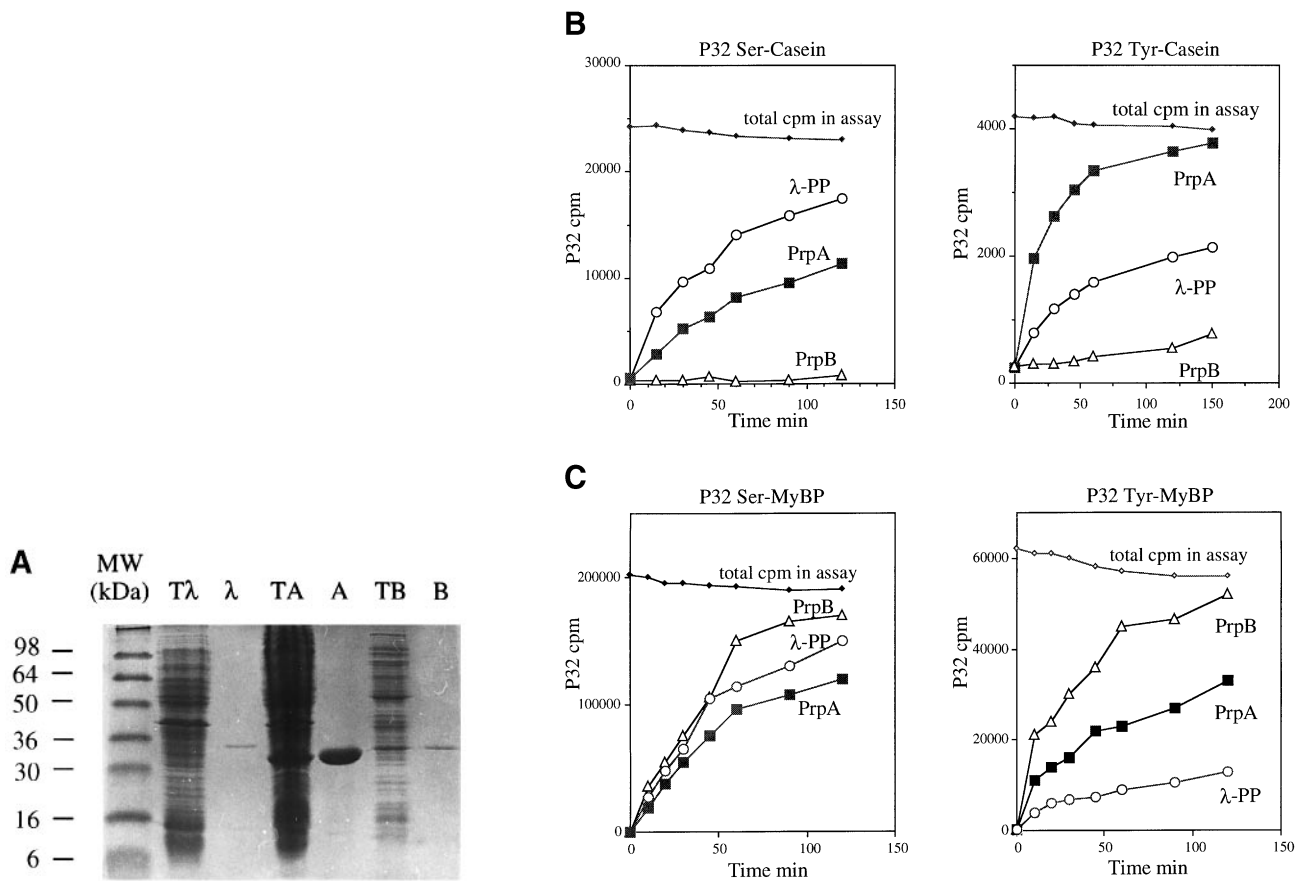 B
P32 Ser-Casein
30000
20000
10000
0
P32 cpm
total cpm in assay
λ-PP
PrpA
PrpB
0 50 100 150
Time min
P32 Tyr-Casein
4000
2000
0
P32 cpm
total cpm in assay
PrpA
λ-PP
PrpB
0 50 100 150 200
Time min
C
P32 Ser-MyBP
200000
100000
0
P32 cpm
total cpm in assay
PrpB
λ-PP
PrpA
0 50 100 150
Time min
P32 Tyr-MyBP
60000
40000
20000
0
P32 cpm
total cpm in assay
PrpB
PrpA
λ-PP
0 50 100 150
Time min
A
MW
(kDa) Tλ λ TA A TB B
98
64
50
36
30
16
6